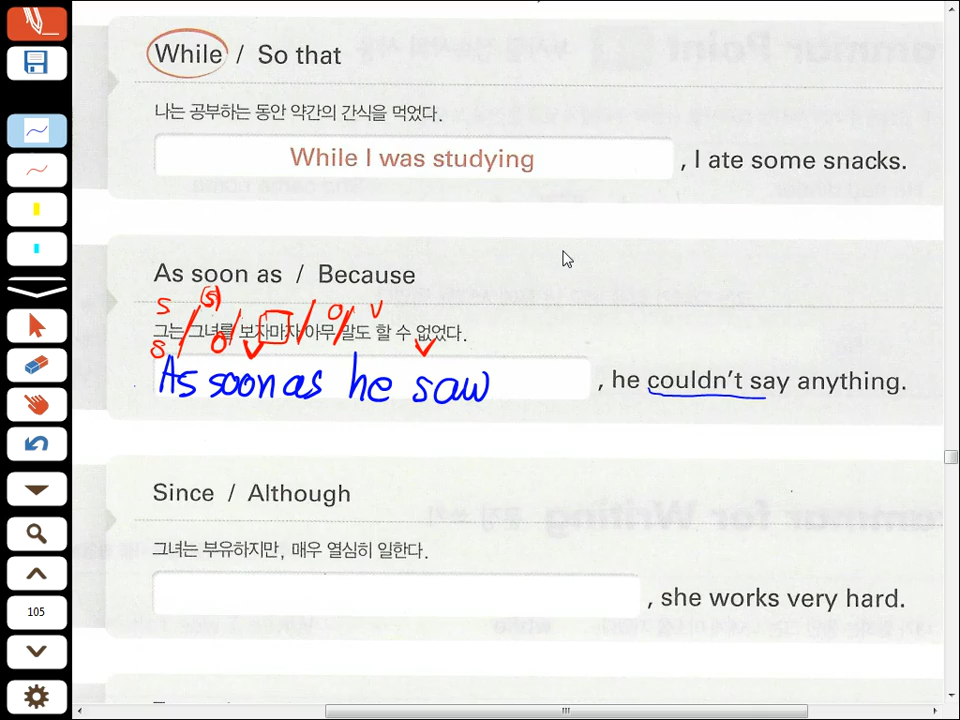 While / So that
나는 공부하는 동안 약간의 간식을 먹었다.
While I was studying , I ate some snacks.
As soon as / Because
S (S) O V
그는 그녀를 보자마자 아무 말도 할 수 없었다.
S O
As soon as he saw , he couldn't say anything.
Since / Although
그녀는 부유하지만, 매우 열심히 일한다.
, she works very hard.
105